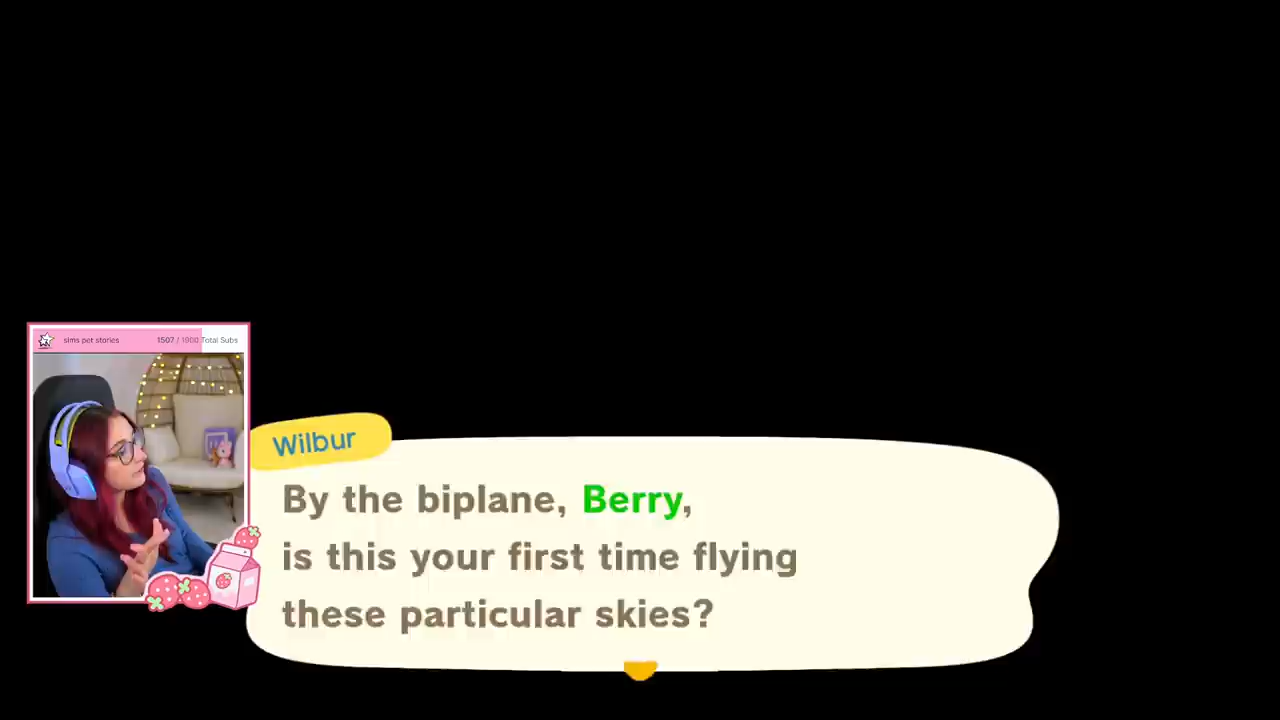 sims pet stories 1507 / 1900 Total Subs
Wilbur
By the biplane, Berry,
is this your first time flying
these particular skies?